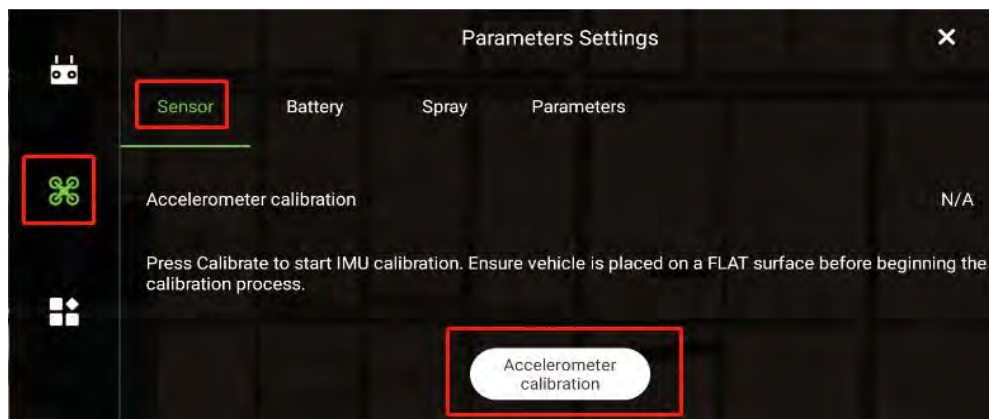 Parameters Settings
Sensor Battery Spray Parameters
Accelerometer calibration N/A
Press Calibrate to start IMU calibration. Ensure vehicle is placed on a FLAT surface before beginning the
calibration process.
Accelerometer
calibration